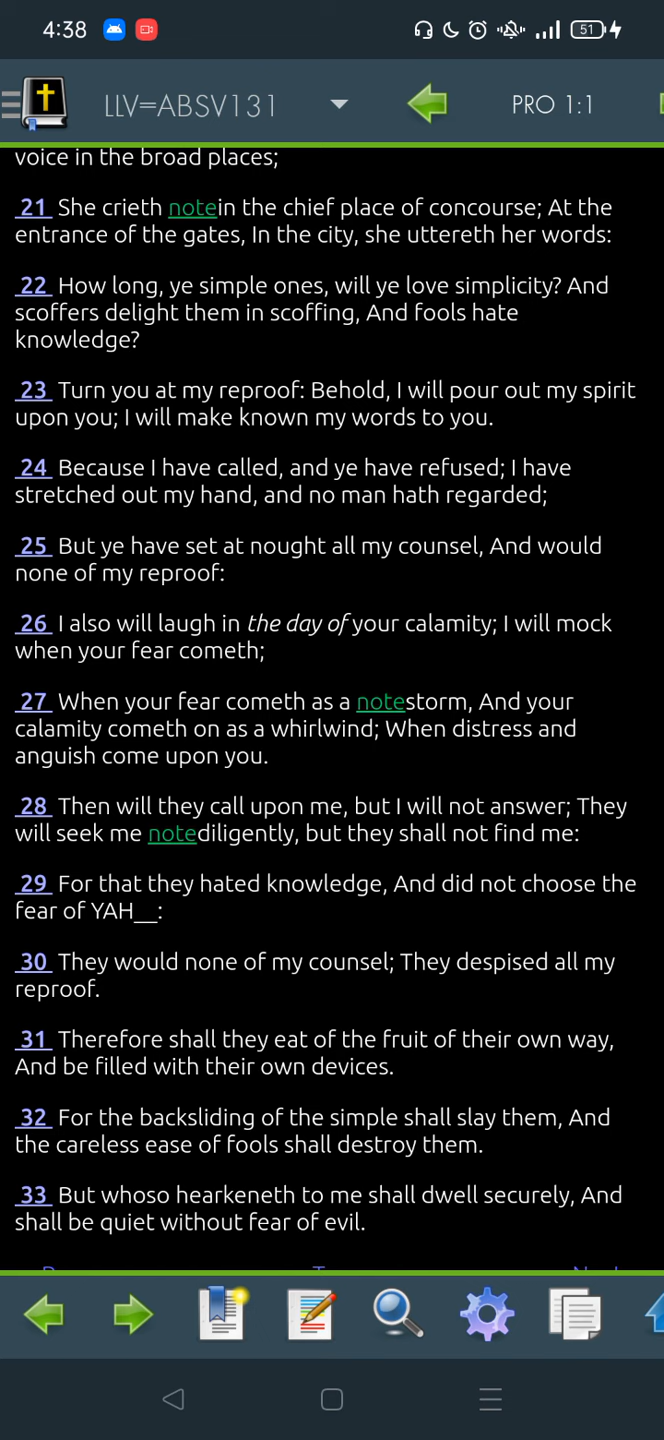 4:38
51
LLV=ABSV131
PRO 1:1
voice in the broad places;
21 She crieth notein the chief place of concourse; At the
entrance of the gates, In the city, she uttereth her words:
22 How long, ye simple ones, will ye love simplicity? And
scoffers delight them in scoffing, And fools hate
knowledge?
23 Turn you at my reproof: Behold, I will pour out my spirit
upon you; I will make known my words to you.
24 Because I have called, and ye have refused; I have
stretched out my hand, and no man hath regarded;
25 But ye have set at nought all my counsel, And would
none of my reproof:
26 I also will laugh in the day of your calamity; I will mock
when your fear cometh;
27 When your fear cometh as a notestorm, And your
calamity cometh on as a whirlwind; When distress and
anguish come upon you.
28 Then will they call upon me, but I will not answer; They
will seek me notediligently, but they shall not find me:
29 For that they hated knowledge, And did not choose the
fear of YAH__:
30 They would none of my counsel; They despised all my
reproof.
31 Therefore shall they eat of the fruit of their own way,
And be filled with their own devices.
32 For the backsliding of the simple shall slay them, And
the careless ease of fools shall destroy them.
33 But whoso hearkeneth to me shall dwell securely, And
shall be quiet without fear of evil.